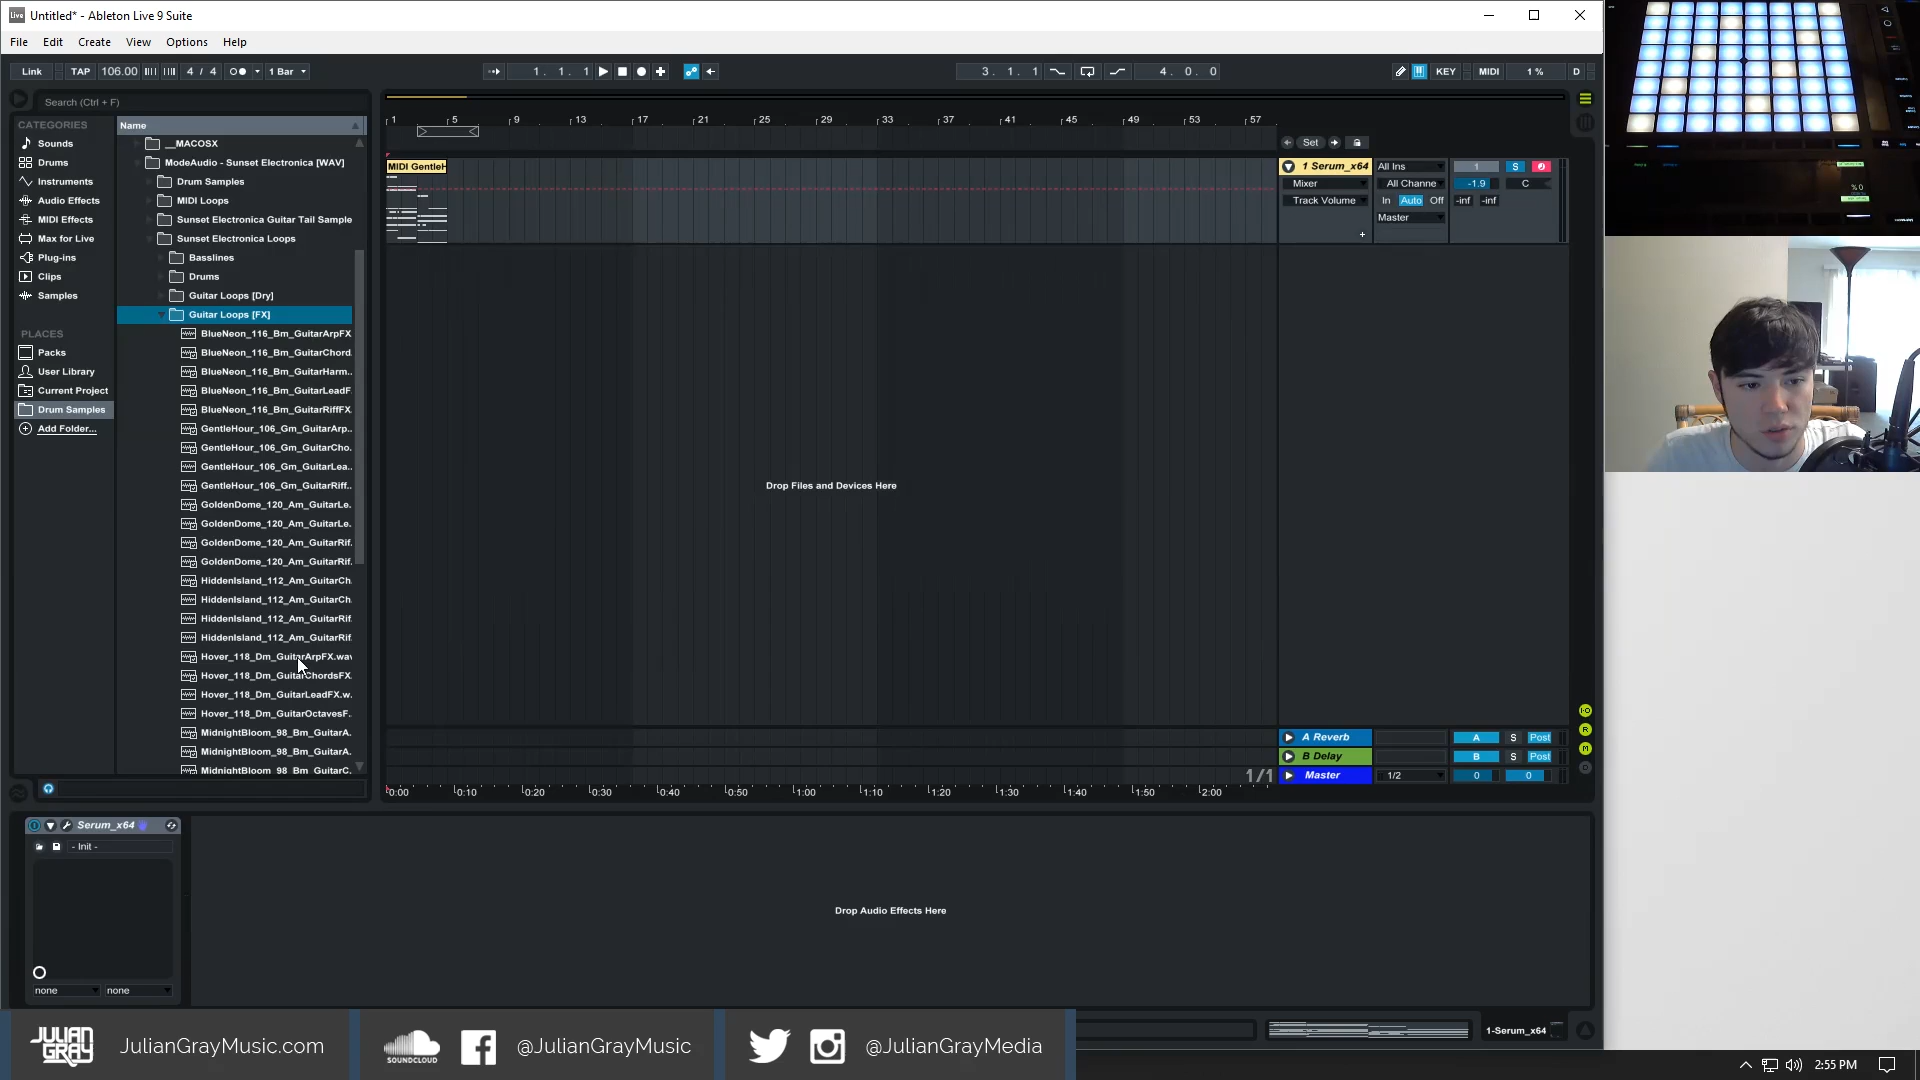 Untitled* - Ableton Live 9 Suite
File Edit Create View Options Help
Link TAP 106.00 4 / 4 1 Bar 1. 1. 1 3. 1. 1 4. 0. 0 KEY MIDI 1 % D
Search (Ctrl + F)
CATEGORIES
Sounds
Drums
Instruments
Audio Effects
MIDI Effects
Max for Live
Plug-ins
Clips
Samples
PLACES
Packs
User Library
Current Project
Drum Samples
Add Folder...
Name
__MACOSX
ModeAudio - Sunset Electronica [WAV]
Drum Samples
MIDI Loops
Sunset Electronica Guitar Tail Sample
Sunset Electronica Loops
Basslines
Drums
Guitar Loops [Dry]
Guitar Loops [FX]
BlueNeon_116_Bm_GuitarArpFX
BlueNeon_116_Bm_GuitarChord.
BlueNeon_116_Bm_GuitarHarm..
BlueNeon_116_Bm_GuitarLeadF.
BlueNeon_116_Bm_GuitarRiffFX.
GentleHour_106_Gm_GuitarArp..
GentleHour_106_Gm_GuitarCho.
GentleHour_106_Gm_GuitarLea..
GentleHour_106_Gm_GuitarRiff..
GoldenDome_120_Am_GuitarLe.
GoldenDome_120_Am_GuitarLe.
GoldenDome_120_Am_GuitarRif.
GoldenDome_120_Am_GuitarRif.
HiddenIsland_112_Am_GuitarCh.
HiddenIsland_112_Am_GuitarCh.
HiddenIsland_112_Am_GuitarRif.
HiddenIsland_112_Am_GuitarRif.
Hover_118_Dm_GuitarArpFX.wav
Hover_118_Dm_GuitarChordsFX.
Hover_118_Dm_GuitarLeadFX.w.
Hover_118_Dm_GuitarOctavesF.
MidnightBloom_98_Bm_GuitarA.
MidnightBloom_98_Bm_GuitarA.
MidnightBloom_98_Bm_GuitarC.
1 5 9 13 17 21 25 29 33 37 41 45 49 53 57
Set
MIDI GentleH
1 Serum_x64 All Ins 1 S
Mixer All Channe -1.9 C
Track Volume In Auto Off -inf -inf
Master
Drop Files and Devices Here
A Reverb A S Post
B Delay B S Post
1/1 Master 1/2 0 0
0:00 0:10 0:20 0:30 0:40 0:50 1:00 1:10 1:20 1:30 1:40 1:50 2:00
Serum_x64
- Init -
none none
Drop Audio Effects Here
1-Serum_x64
JULIAN GRAY JulianGrayMusic.com SOUNDCLOUD @JulianGrayMusic @JulianGrayMedia
2:55 PM